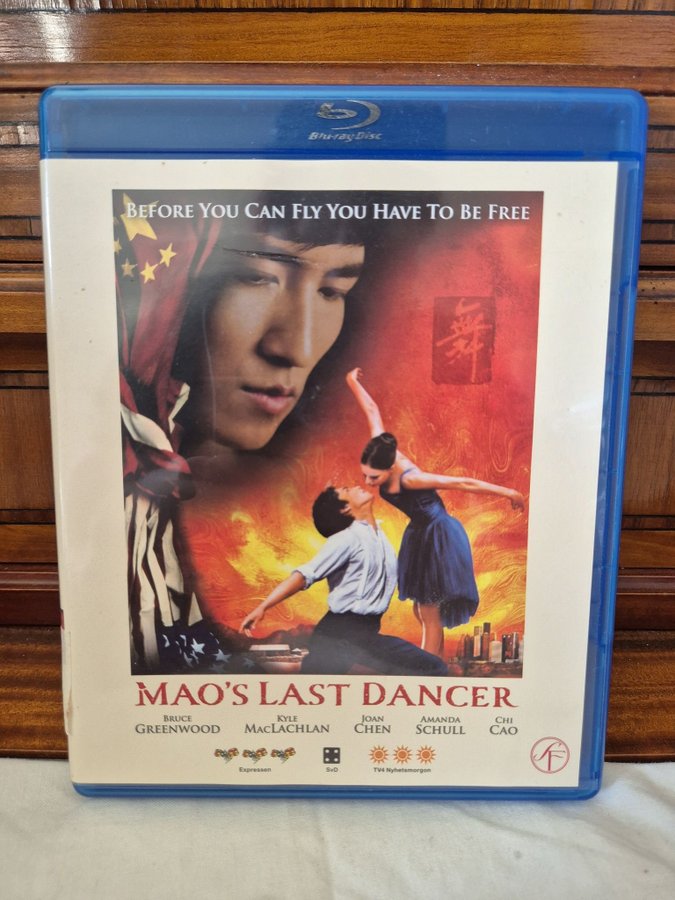 Blu-ray Disc
BEFORE YOU CAN FLY YOU HAVE TO BE FREE
舞
MAO'S LAST DANCER
BRUCE GREENWOOD
KYLE MACLACHLAN
JOAN CHEN
AMANDA SCHULL
CHI CAO
Expressen
SvD
TV4 Nyhetsmorgon
SF